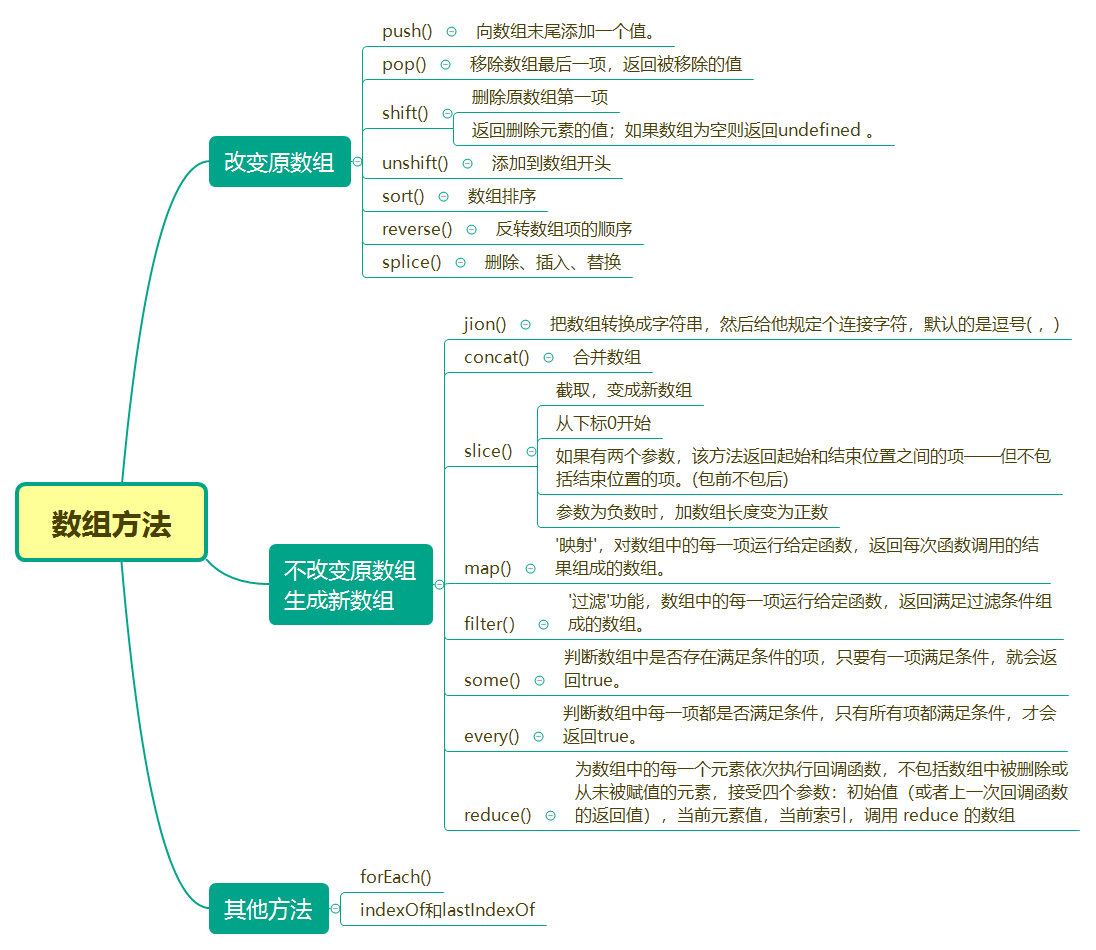 数组方法
改变原数组
push()
向数组末尾添加一个值。
pop()
移除数组最后一项，返回被移除的值
shift()
删除原数组第一项
返回删除元素的值；如果数组为空则返回undefined 。
unshift()
添加到数组开头
sort()
数组排序
reverse()
反转数组项的顺序
splice()
删除、插入、替换
不改变原数组
生成新数组
jion()
把数组转换成字符串，然后给他规定个连接字符，默认的是逗号( ，)
concat()
合并数组
slice()
截取，变成新数组
从下标0开始
如果有两个参数，该方法返回起始和结束位置之间的项——但不包
括结束位置的项。(包前不包后)
参数为负数时，加数组长度变为正数
map()
'映射'，对数组中的每一项运行给定函数，返回每次函数调用的结
果组成的数组。
filter()
'过滤'功能，数组中的每一项运行给定函数，返回满足过滤条件组
成的数组。
some()
判断数组中是否存在满足条件的项，只要有一项满足条件，就会返
回true。
every()
判断数组中每一项都是否满足条件，只有所有项都满足条件，才会
返回true。
reduce()
为数组中的每一个元素依次执行回调函数，不包括数组中被删除或
从未被赋值的元素，接受四个参数：初始值（或者上一次回调函数
的返回值），当前元素值，当前索引，调用 reduce 的数组
其他方法
forEach()
indexOf和lastIndexOf